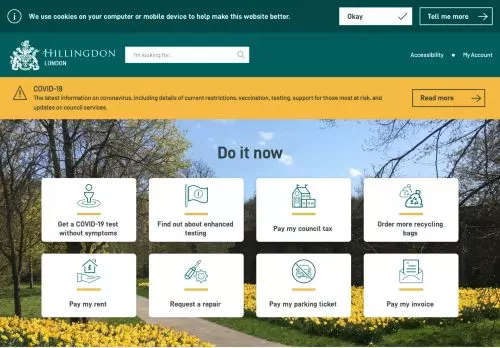 We use cookies on your computer or mobile device to help make this website better.
Okay
Tell me more
HILLINGDON
LONDON
I'm looking for...
Accessibility
My Account
COVID-19
The latest information on coronavirus, including details of current restrictions, vaccination, testing, support for those most at risk, and
updates on council services.
Read more
Do it now
Get a COVID-19 test
without symptoms
Find out about enhanced
testing
Pay my council tax
Order more recycling
bags
Pay my rent
Request a repair
Pay my parking ticket
Pay my invoice